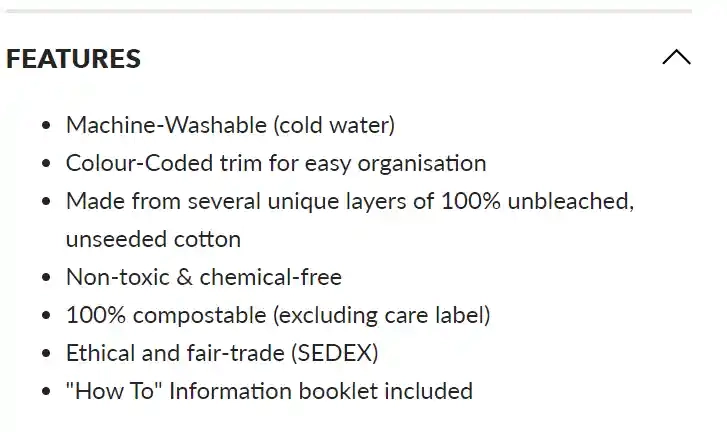 FEATURES
• Machine-Washable (cold water)
• Colour-Coded trim for easy organisation
• Made from several unique layers of 100% unbleached,
unseeded cotton
• Non-toxic & chemical-free
• 100% compostable (excluding care label)
• Ethical and fair-trade (SEDEX)
• "How To" Information booklet included